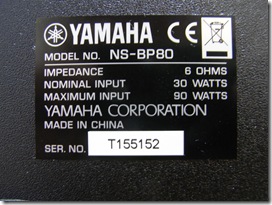 YAMAHA CE
MODEL NO. NS-BP80
IMPEDANCE 6 OHMS
NOMINAL INPUT 30 WATTS
MAXIMUM INPUT 90 WATTS
YAMAHA CORPORATION
MADE IN CHINA
SER. NO. T155152